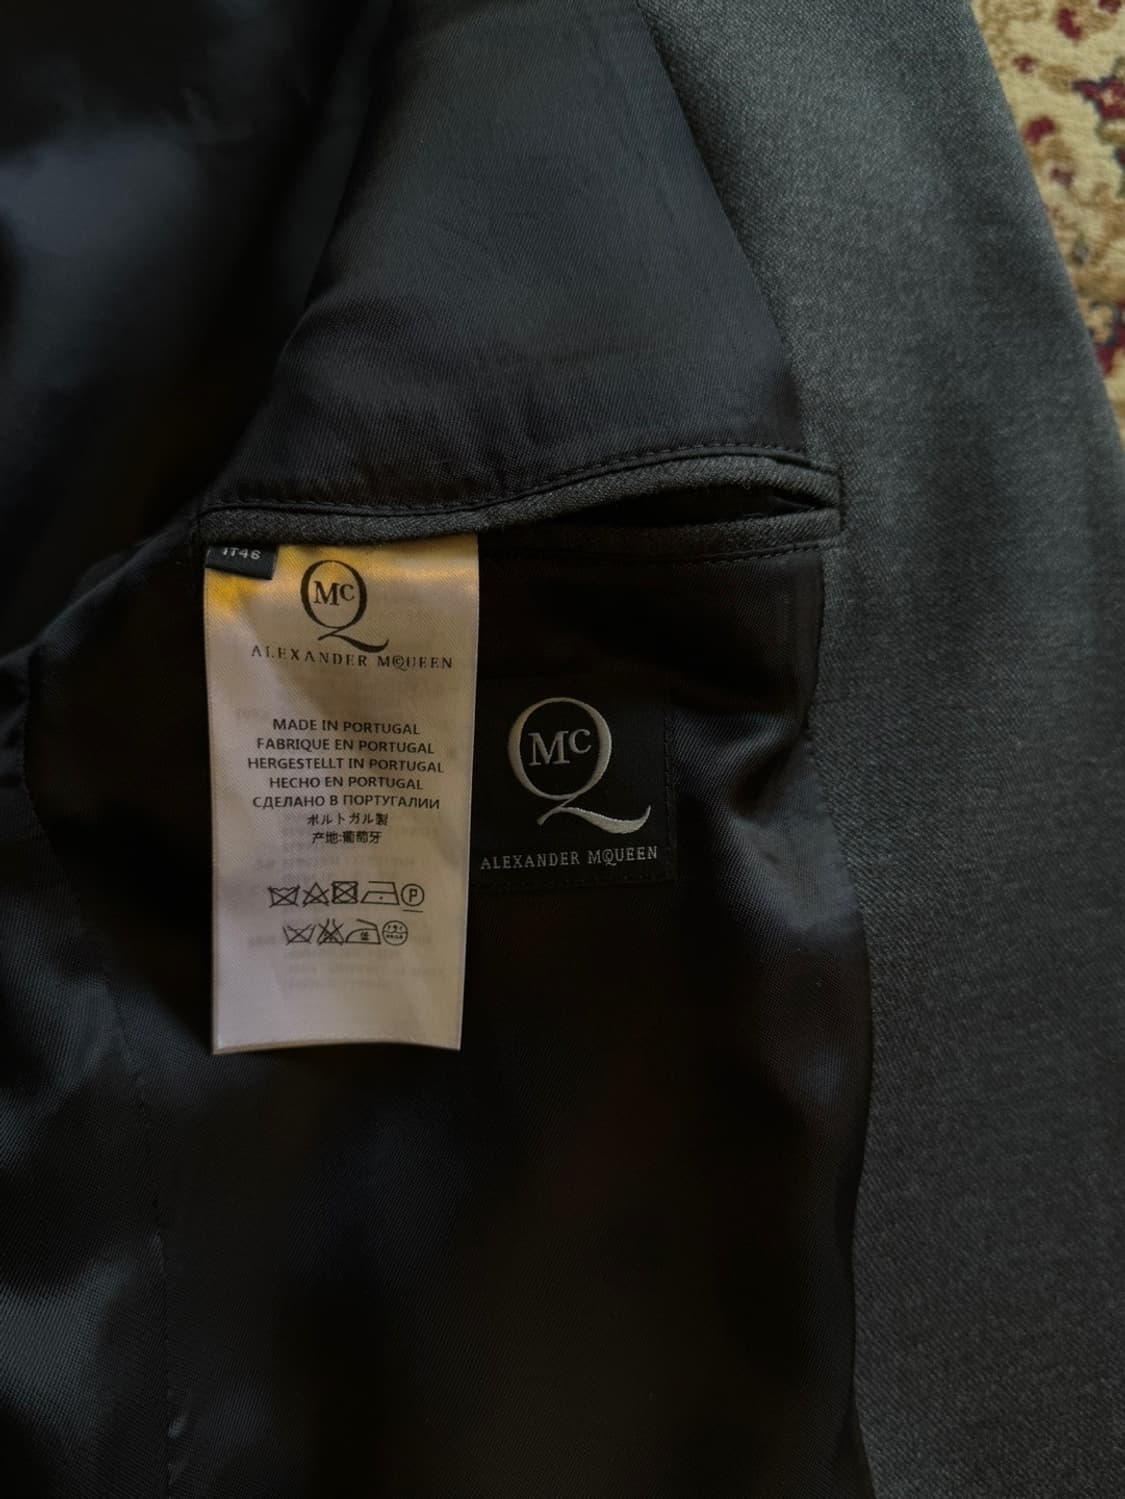 IT46
McQ
ALEXANDER McQUEEN
MADE IN PORTUGAL
FABRIQUE EN PORTUGAL
HERGESTELLT IN PORTUGAL
HECHO EN PORTUGAL
СДЕЛАНО В ПОРТУГАЛИИ
ポルトガル製
产地:葡萄牙
P
McQ
ALEXANDER McQUEEN